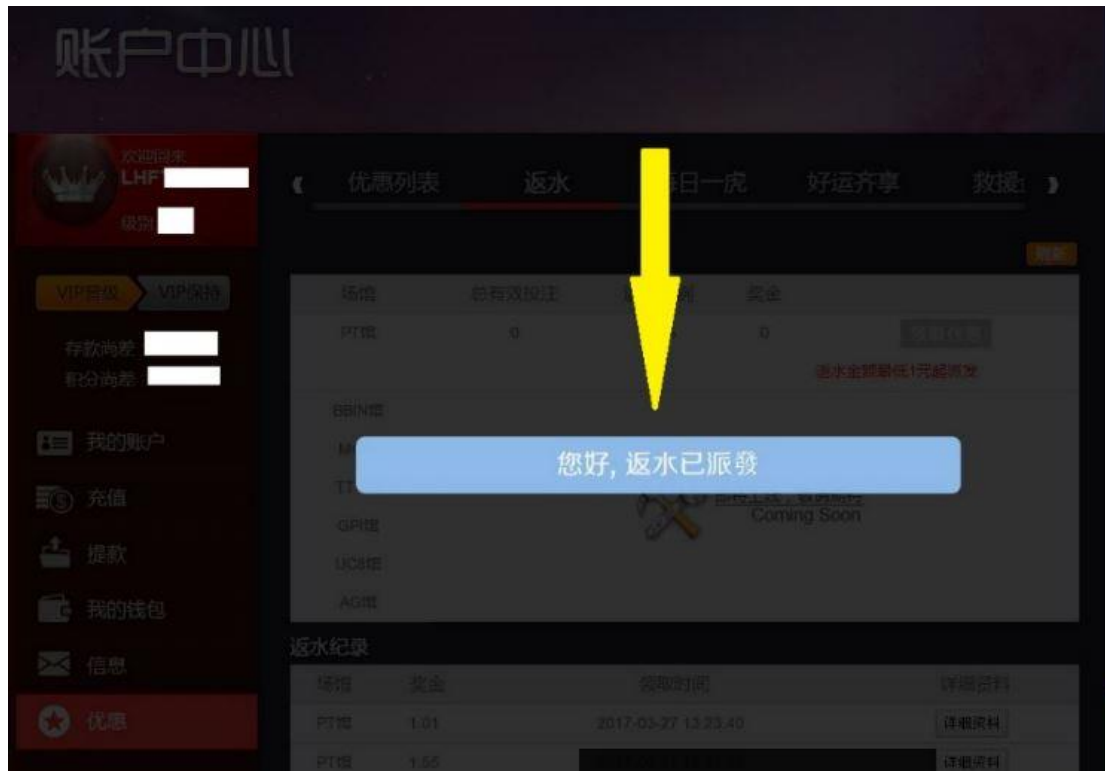 账户中心
欢迎回来
LHF
级别
优惠列表
返水
每日一虎
好运齐享
救援
刷新
VIP晋级
VIP保持
存款尚差
积分尚差
场馆
总有效投注
奖金
PT馆
0
0
领取优惠
返水金额最低1元起派发
BBIN馆
您好, 返水已派發
GPI馆
UC8馆
AG馆
Coming Soon
我的账户
充值
提款
我的钱包
信息
优惠
返水纪录
场馆
奖金
领取时间
详细资料
PT馆
1.01
2017-03-27 13:23:40
详细资料
PT馆
1.55
详细资料